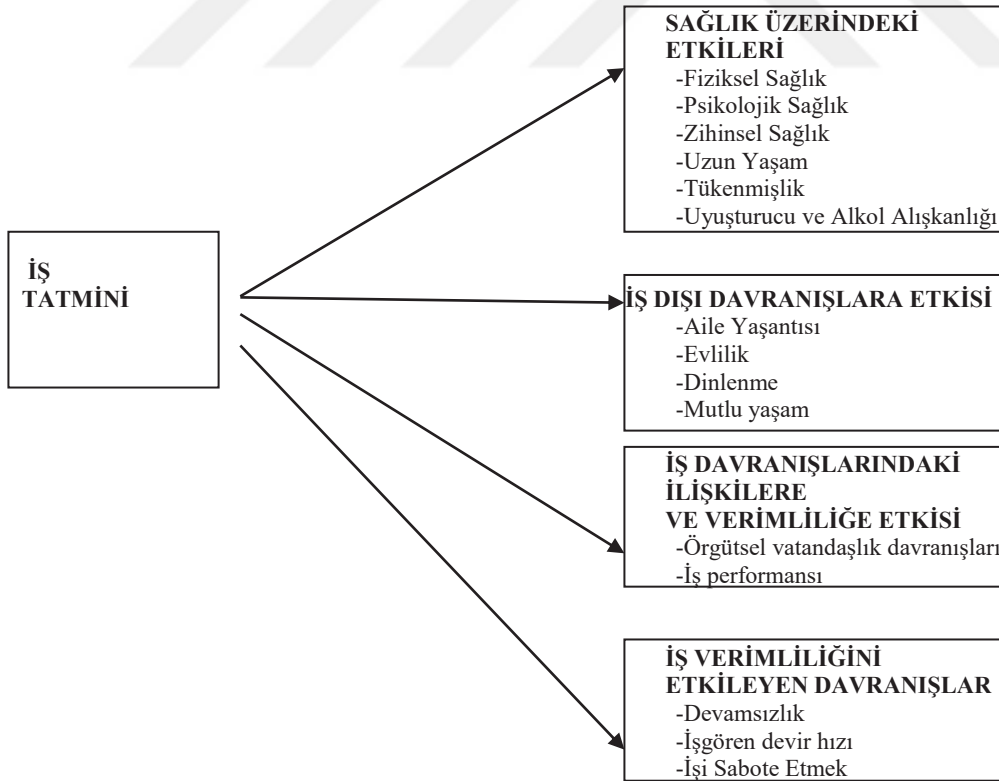 İŞ
TATMİNİ
SAĞLIK ÜZERİNDEKİ
ETKİLERİ
-Fiziksel Sağlık
-Psikolojik Sağlık
-Zihinsel Sağlık
-Uzun Yaşam
-Tükenmişlik
-Uyuşturucu ve Alkol Alışkanlığı
İŞ DIŞI DAVRANIŞLARA ETKİSİ
-Aile Yaşantısı
-Evlilik
-Dinlenme
-Mutlu yaşam
İŞ DAVRANIŞLARINDAKİ
İLİŞKİLERE
VE VERİMLİLİĞE ETKİSİ
-Örgütsel vatandaşlık davranışları
-İş performansı
İŞ VERİMLİLİĞİNİ
ETKİLEYEN DAVRANIŞLAR
-Devamsızlık
-İşgören devir hızı
-İşi Sabote Etmek